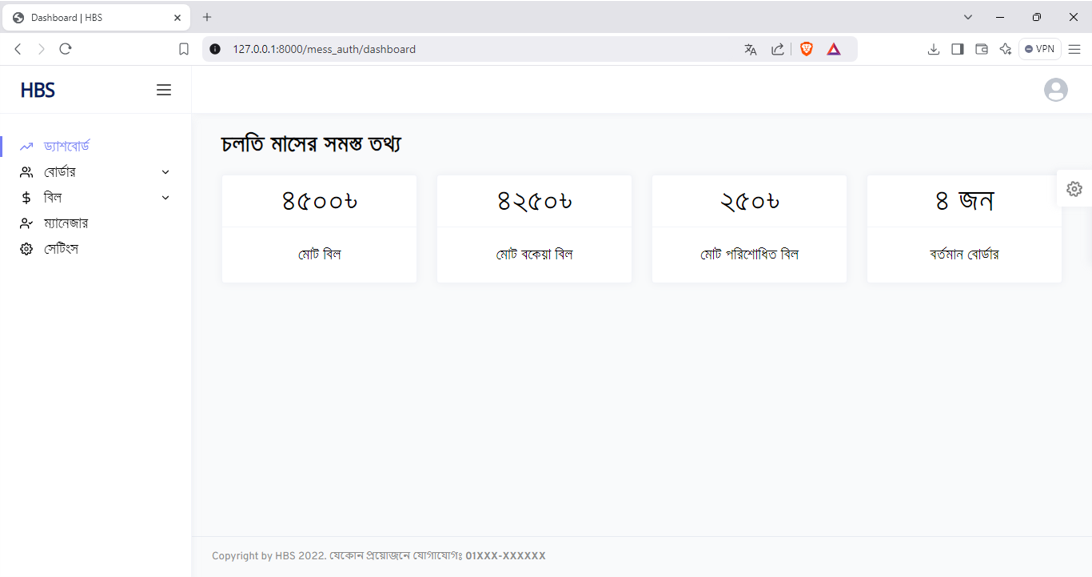 Dashboard | HBS
127.0.0.1:8000/mess_auth/dashboard
VPN
HBS
ড্যাশবোর্ড
বোর্ডার
বিল
ম্যানেজার
সেটিংস
চলতি মাসের সমস্ত তথ্য
৪৫০০৳
মোট বিল
৪২৫০৳
মোট বকেয়া বিল
২৫০৳
মোট পরিশোধিত বিল
৪ জন
বর্তমান বোর্ডার
Copyright by HBS 2022. যেকোন প্রয়োজনে যোগাযোগঃ 01XXX-XXXXXX